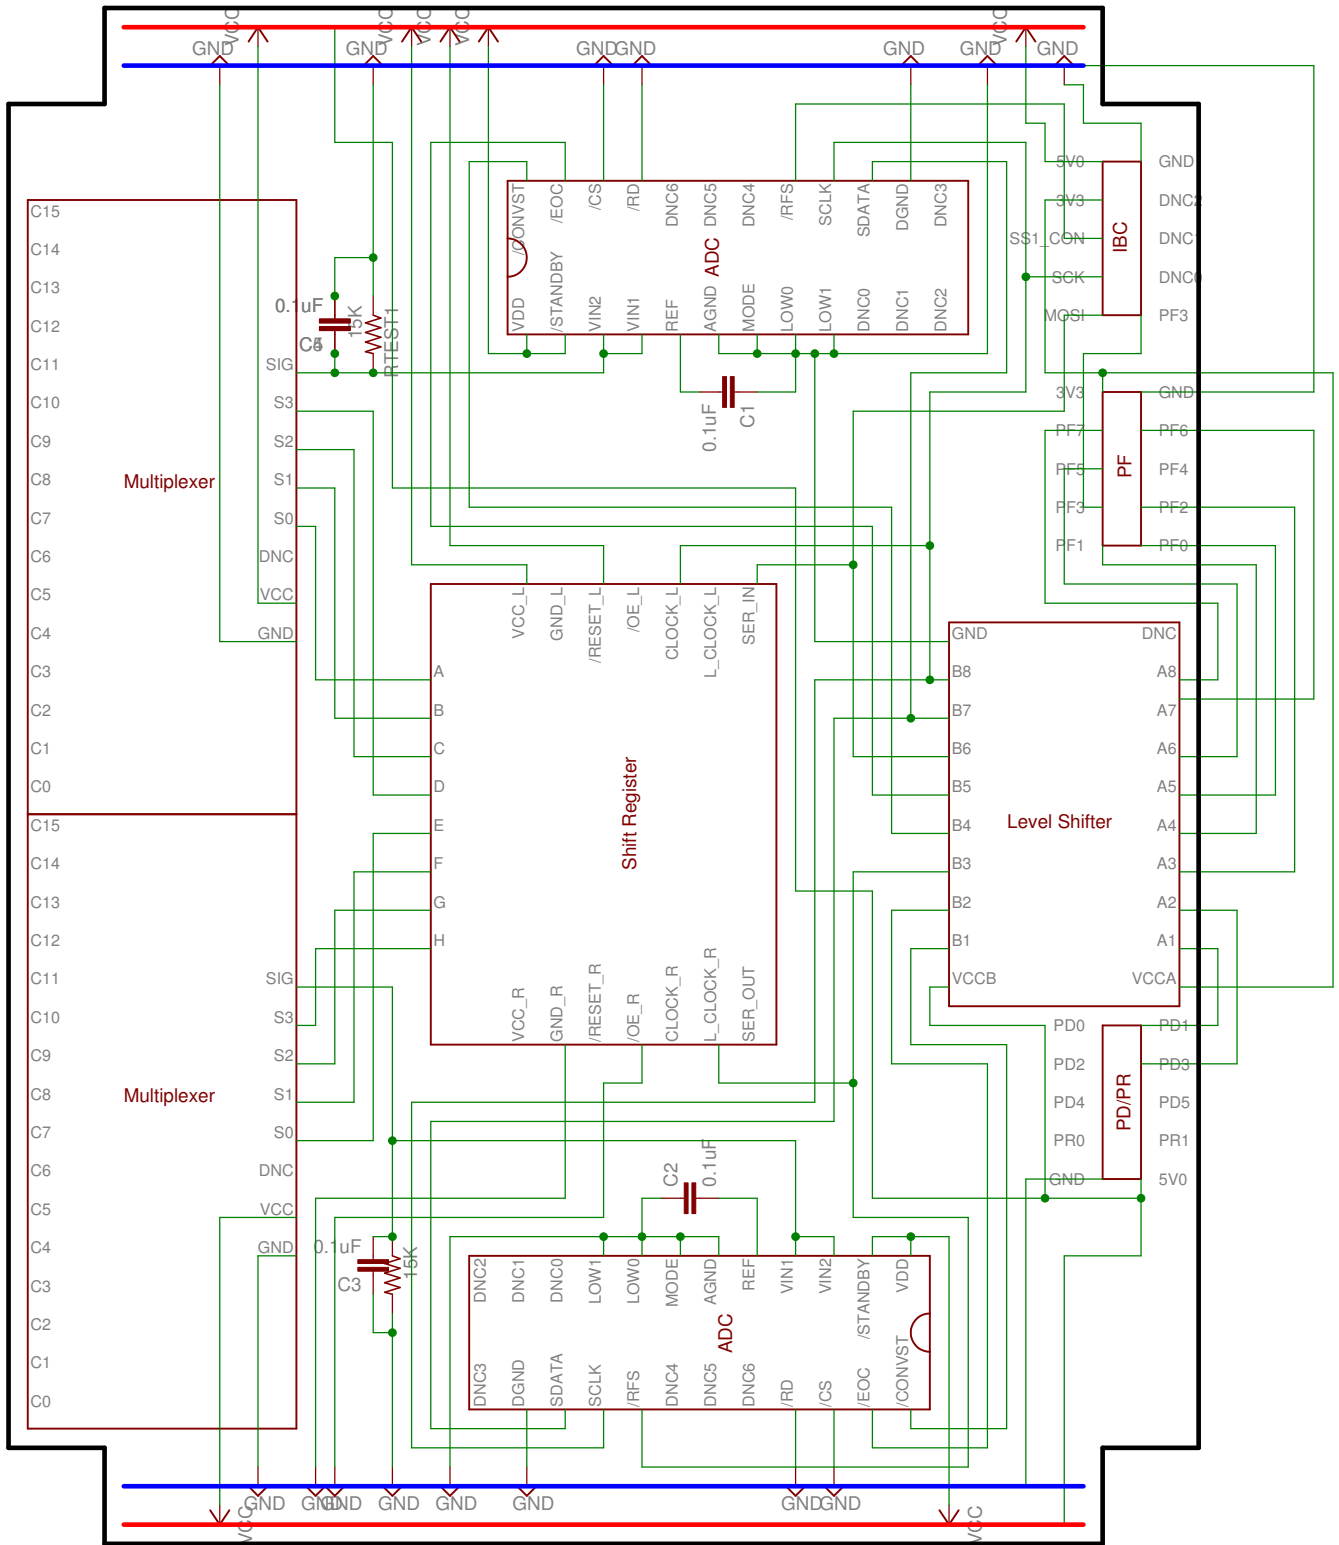 VCC
VCC
VCC
VCC
VCC
GND
GND
GND
GND
GND
GND
GND
/CONVST
/EOC
/CS
/RD
DNC6
DNC5
DNC4
/RFS
SCLK
SDATA
DGND
DNC3
ADC
VDD
/STANDBY
VIN2
VIN1
REF
AGND
MODE
LOW0
LOW1
DNC0
DNC1
DNC2
5V0
3V3
SS1_CON
SCK
MOSI
IBC
GND
DNC2
DNC
DNC0
PF3
C15
C14
C13
C12
C11
C10
C9
C8
C7
C6
C5
C4
C3
C2
C1
C0
Multiplexer
SIG
S3
S2
S1
S0
DNC
VCC
GND
0.1uF
15K
RTEST1
0.1uF
C1
3V3
PF7
PF5
PF3
PF1
PF
GND
PF6
PF4
PF2
PF0
VCC_L
GND_L
/RESET_L
/OE_L
CLOCK_L
L_CLOCK_L
SER_IN
A
B
C
D
E
F
G
H
Shift Register
VCC_R
GND_R
/RESET_R
/OE_R
CLOCK_R
L_CLOCK_R
SER_OUT
GND
B8
B7
B6
B5
B4
B3
B2
B1
VCCB
Level Shifter
DNC
A8
A7
A6
A5
A4
A3
A2
A1
VCCA
C15
C14
C13
C12
C11
C10
C9
C8
C7
C6
C5
C4
C3
C2
C1
C0
Multiplexer
SIG
S3
S2
S1
S0
DNC
VCC
GND
PD0
PD2
PD4
PR0
GND
PD/PR
PD1
PD3
PD5
PR1
5V0
C2
0.1uF
0.1uF
C3
15K
DNC2
DNC1
DNC0
LOW1
LOW0
MODE
AGND
REF
VIN1
VIN2
/STANDBY
VDD
ADC
DNC3
DGND
SDATA
SCLK
/RFS
DNC4
DNC5
DNC6
/RD
/CS
/EOC
/CONVST
GND
GND
GND
GND
GND
GND
GND
GND
VCC
VCC